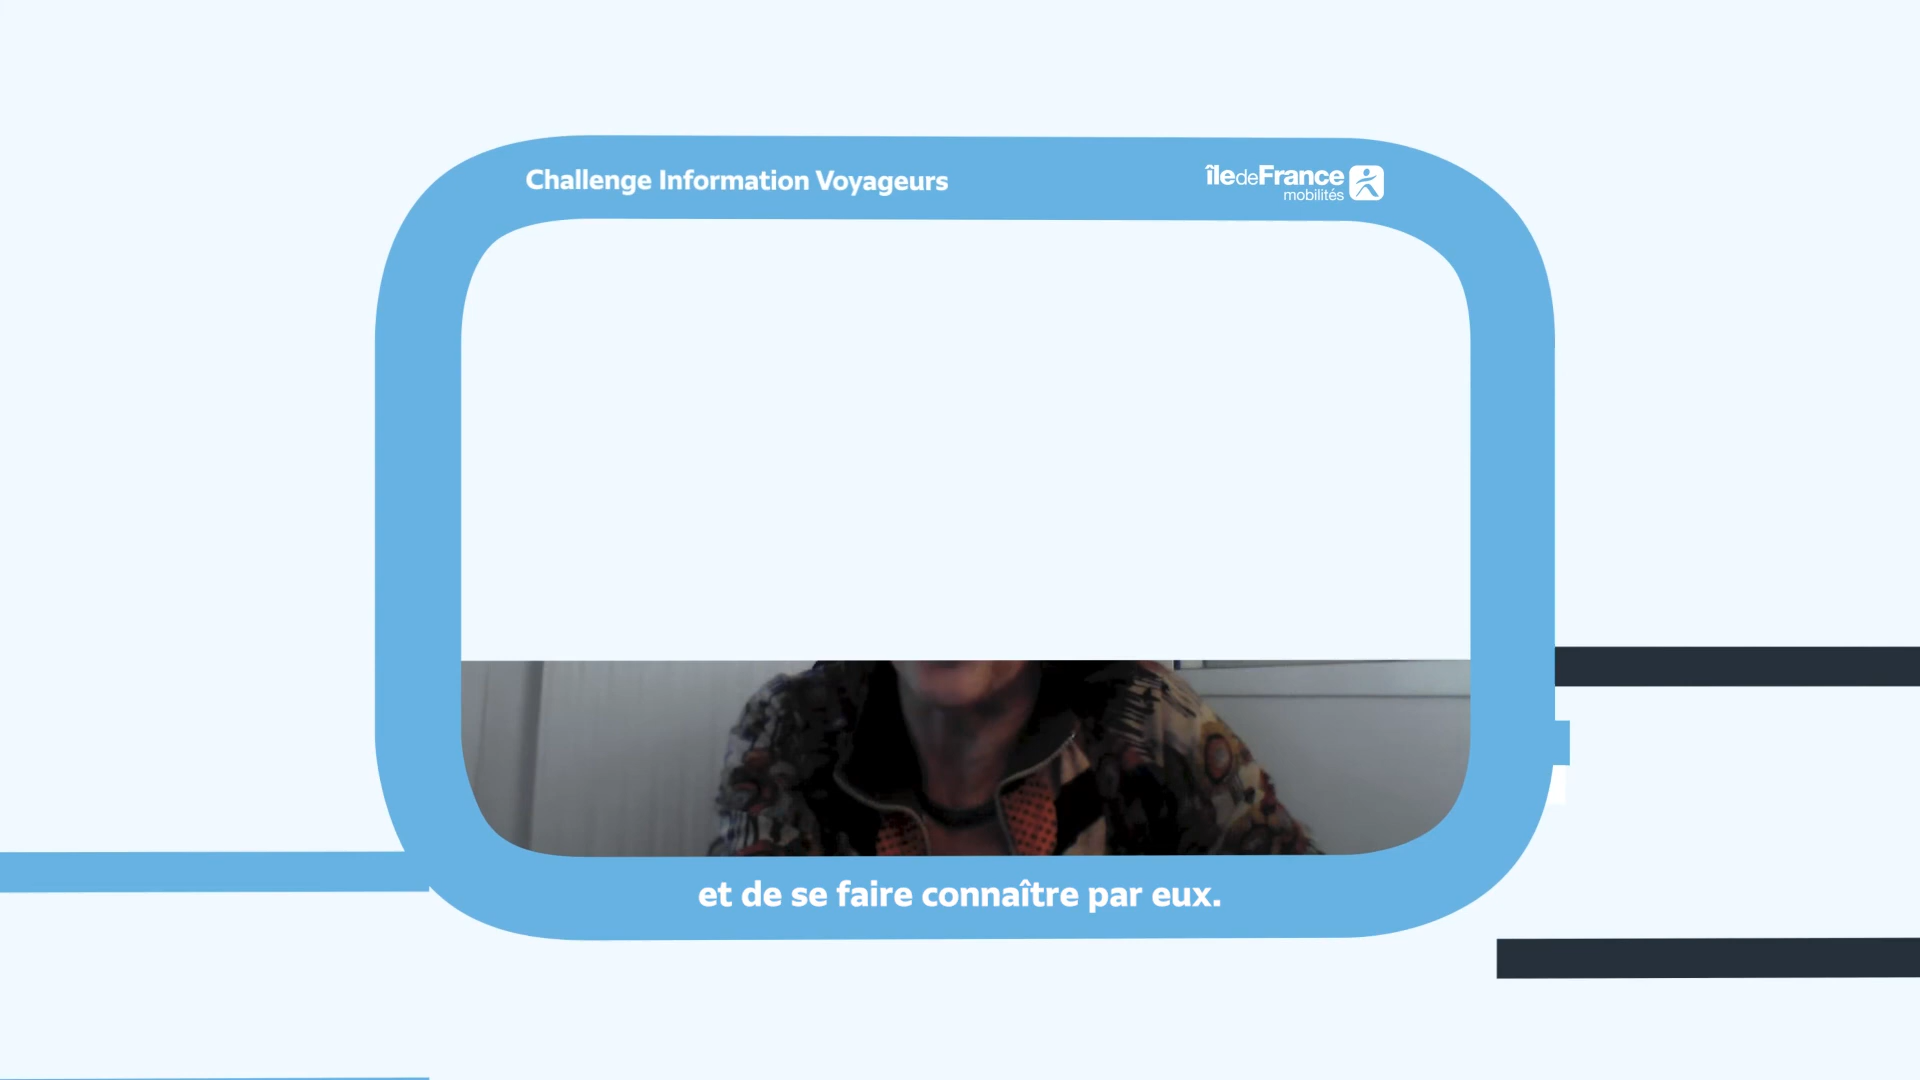 Challenge Information Voyageurs
îledeFrance
mobilités
et de se faire connaître par eux.